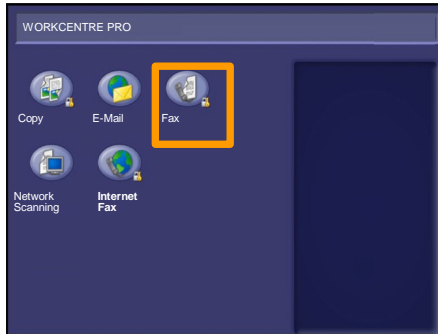 WORKCENTRE PRO
Copy
E-Mail
Fax
Network
Scanning
Internet
Fax